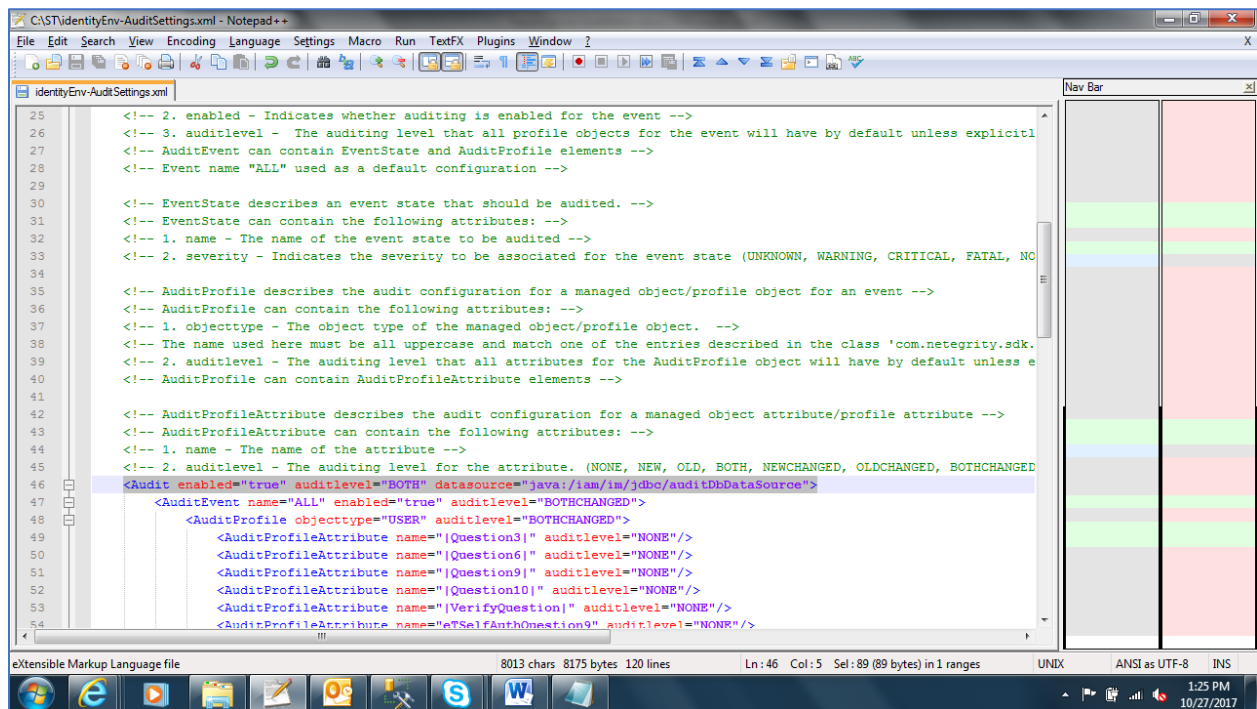 C:\ST\identityEnv-AuditSettings.xml - Notepad++
File Edit Search View Encoding Language Settings Macro Run TextFX Plugins Window ? X
identityEnv-AuditSettings.xml
Nav Bar
25 <!-- 2. enabled - Indicates whether auditing is enabled for the event -->
26 <!-- 3. auditlevel -  The auditing level that all profile objects for the event will have by default unless explicitl
27 <!-- AuditEvent can contain EventState and AuditProfile elements -->
28 <!-- Event name "ALL" used as a default configuration -->
29
30 <!-- EventState describes an event state that should be audited. -->
31 <!-- EventState can contain the following attributes: -->
32 <!-- 1. name - The name of the event state to be audited -->
33 <!-- 2. severity - Indicates the severity to be associated for the event state (UNKNOWN, WARNING, CRITICAL, FATAL, NO
34
35 <!-- AuditProfile describes the audit configuration for a managed object/profile object for an event -->
36 <!-- AuditProfile can contain the following attributes: -->
37 <!-- 1. objecttype - The object type of the managed object/profile object.  -->
38 <!-- The name used here must be all uppercase and match one of the entries described in the class 'com.netegrity.sdk.
39 <!-- 2. auditlevel - The auditing level that all attributes for the AuditProfile object will have by default unless e
40 <!-- AuditProfile can contain AuditProfileAttribute elements -->
41
42 <!-- AuditProfileAttribute describes the audit configuration for a managed object attribute/profile attribute -->
43 <!-- AuditProfileAttribute can contain the following attributes: -->
44 <!-- 1. name - The name of the attribute -->
45 <!-- 2. auditlevel - The auditing level for the attribute. (NONE, NEW, OLD, BOTH, NEWCHANGED, OLDCHANGED, BOTHCHANGED
46 <Audit enabled="true" auditlevel="BOTH" datasource="java:/iam/im/jdbc/auditDbDataSource">
47 <AuditEvent name="ALL" enabled="true" auditlevel="BOTHCHANGED">
48 <AuditProfile objecttype="USER" auditlevel="BOTHCHANGED">
49 <AuditProfileAttribute name="|Question3|" auditlevel="NONE"/>
50 <AuditProfileAttribute name="|Question6|" auditlevel="NONE"/>
51 <AuditProfileAttribute name="|Question9|" auditlevel="NONE"/>
52 <AuditProfileAttribute name="|Question10|" auditlevel="NONE"/>
53 <AuditProfileAttribute name="|VerifyQuestion|" auditlevel="NONE"/>
54 <AuditProfileAttribute name="eTSelfAuthQuestion9" auditlevel="NONE"/>
eXtensible Markup Language file 8013 chars 8175 bytes 120 lines Ln : 46 Col : 5 Sel : 89 (89 bytes) in 1 ranges UNIX ANSI as UTF-8 INS
1:25 PM
10/27/2017